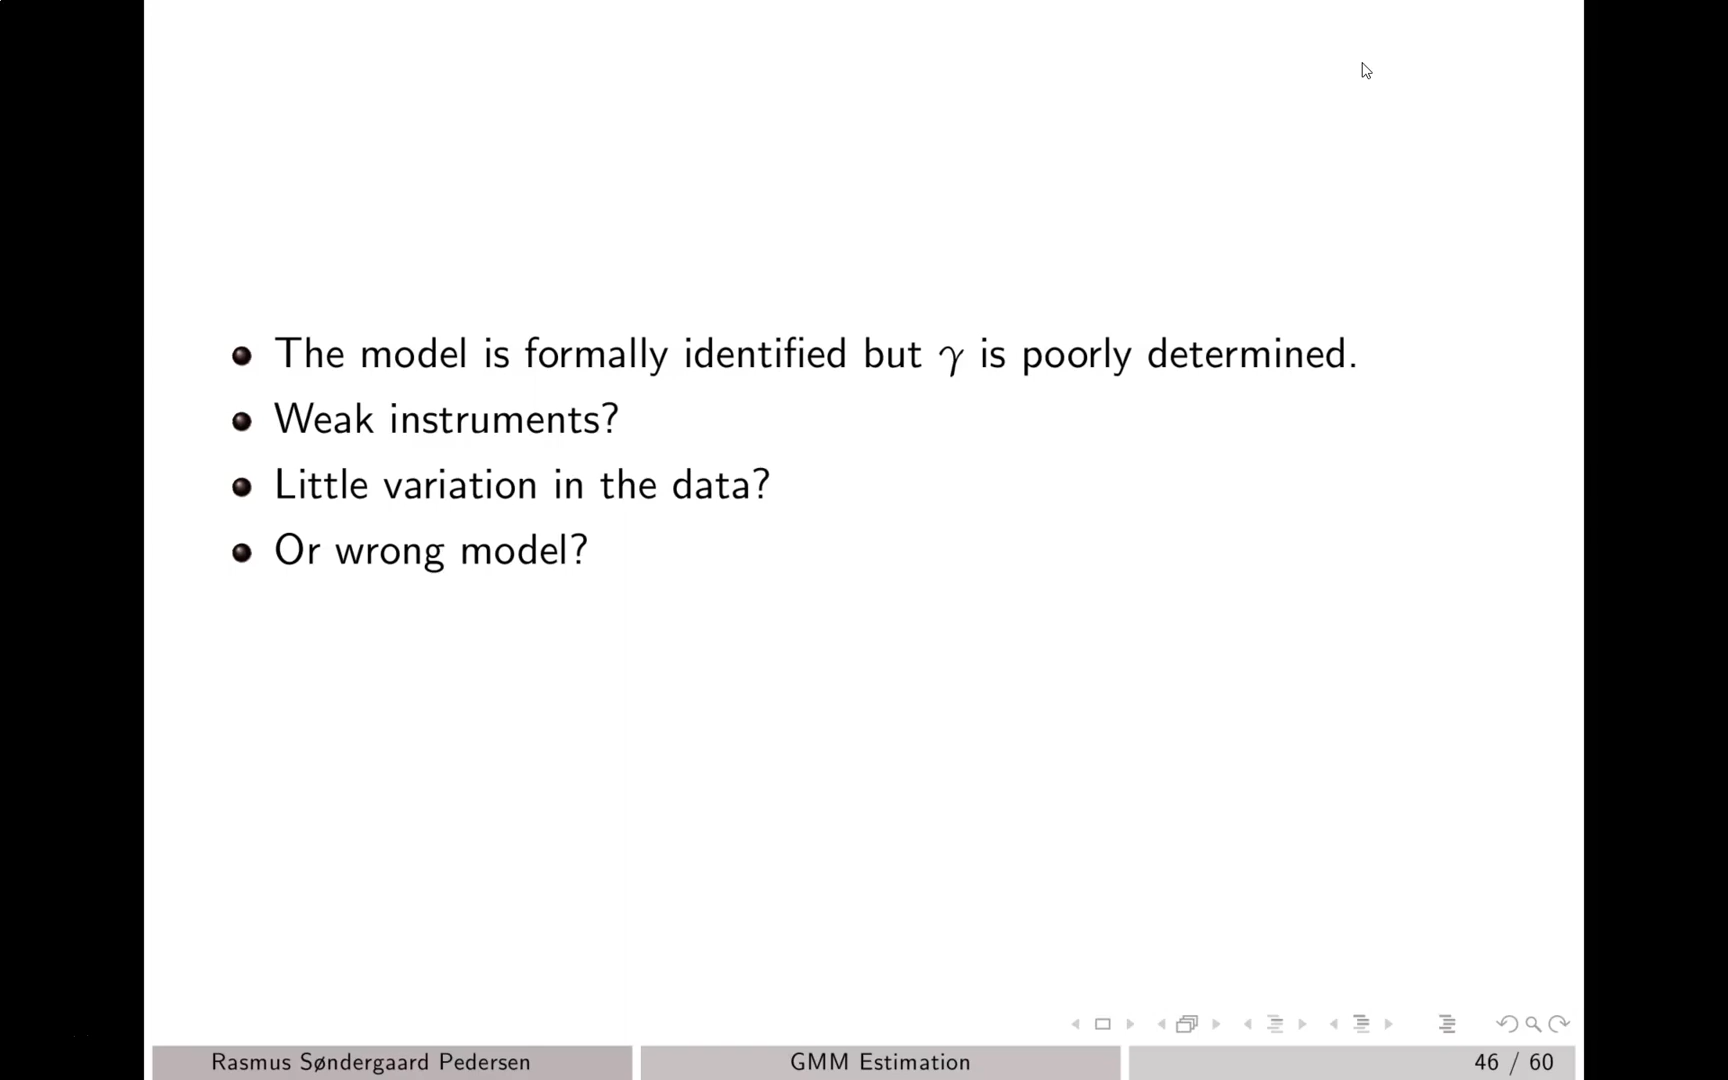 The model is formally identified but γ is poorly determined.
Weak instruments?
Little variation in the data?
Or wrong model?
Rasmus Søndergaard Pedersen
GMM Estimation
46 / 60